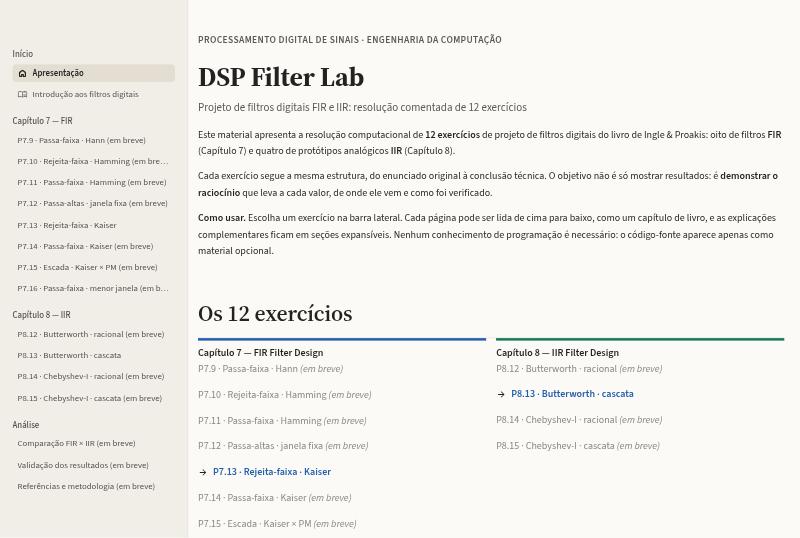 Início
Apresentação
Introdução aos filtros digitais
Capítulo 7 — FIR
P7.9 · Passa-faixa · Hann (em breve)
P7.10 · Rejeita-faixa · Hamming (em bre…
P7.11 · Passa-faixa · Hamming (em breve)
P7.12 · Passa-altas · janela fixa (em breve)
P7.13 · Rejeita-faixa · Kaiser
P7.14 · Passa-faixa · Kaiser (em breve)
P7.15 · Escada · Kaiser × PM (em breve)
P7.16 · Passa-faixa · menor janela (em b…
Capítulo 8 — IIR
P8.12 · Butterworth · racional (em breve)
P8.13 · Butterworth · cascata
P8.14 · Chebyshev-I · racional (em breve)
P8.15 · Chebyshev-I · cascata (em breve)
Análise
Comparação FIR × IIR (em breve)
Validação dos resultados (em breve)
Referências e metodologia (em breve)
PROCESSAMENTO DIGITAL DE SINAIS · ENGENHARIA DA COMPUTAÇÃO
DSP Filter Lab
Projeto de filtros digitais FIR e IIR: resolução comentada de 12 exercícios
Este material apresenta a resolução computacional de 12 exercícios de projeto de filtros digitais do livro de Ingle & Proakis: oito de filtros FIR
(Capítulo 7) e quatro de protótipos analógicos IIR (Capítulo 8).
Cada exercício segue a mesma estrutura, do enunciado original à conclusão técnica. O objetivo não é só mostrar resultados: é demonstrar o
raciocínio que leva a cada valor, de onde ele vem e como foi verificado.
Como usar. Escolha um exercício na barra lateral. Cada página pode ser lida de cima para baixo, como um capítulo de livro, e as explicações
complementares ficam em seções expansíveis. Nenhum conhecimento de programação é necessário: o código-fonte aparece apenas como
material opcional.
Os 12 exercícios
Capítulo 7 — FIR Filter Design
P7.9 · Passa-faixa · Hann (em breve)
P7.10 · Rejeita-faixa · Hamming (em breve)
P7.11 · Passa-faixa · Hamming (em breve)
P7.12 · Passa-altas · janela fixa (em breve)
→ P7.13 · Rejeita-faixa · Kaiser
P7.14 · Passa-faixa · Kaiser (em breve)
P7.15 · Escada · Kaiser × PM (em breve)
Capítulo 8 — IIR Filter Design
P8.12 · Butterworth · racional (em breve)
→ P8.13 · Butterworth · cascata
P8.14 · Chebyshev-I · racional (em breve)
P8.15 · Chebyshev-I · cascata (em breve)